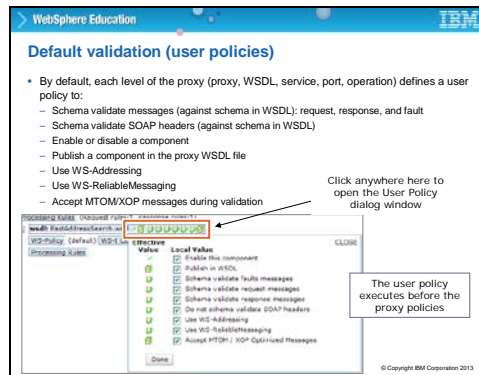 WebSphere Education
IBM
Default validation (user policies)
• By default, each level of the proxy (proxy, WSDL, service, port, operation) defines a user
policy to:
– Schema validate messages (against schema in WSDL): request, response, and fault
– Schema validate SOAP headers (against schema in WSDL)
– Enable or disable a component
– Publish a component in the proxy WSDL file
– Use WS-Addressing
– Use WS-ReliableMessaging
– Accept MTOM/XOP messages during validation
Click anywhere here to
open the User Policy
dialog window
Processing Rules (Request rules:
wsdl: EastAddressSearch.ws
WS-Policy (default) WS-I
Processing Rules
Effective
Value Local Value
CLOSE
Enable this component
Publish in WSDL
Schema validate faults messages
Schema validate request messages
Schema validate response messages
Do not schema validate SOAP headers
Use WS-Addressing
Use WS-ReliableMessaging
Accept MTOM / XOP Optimized Messages
Done
The user policy
executes before the
proxy policies
© Copyright IBM Corporation 2013